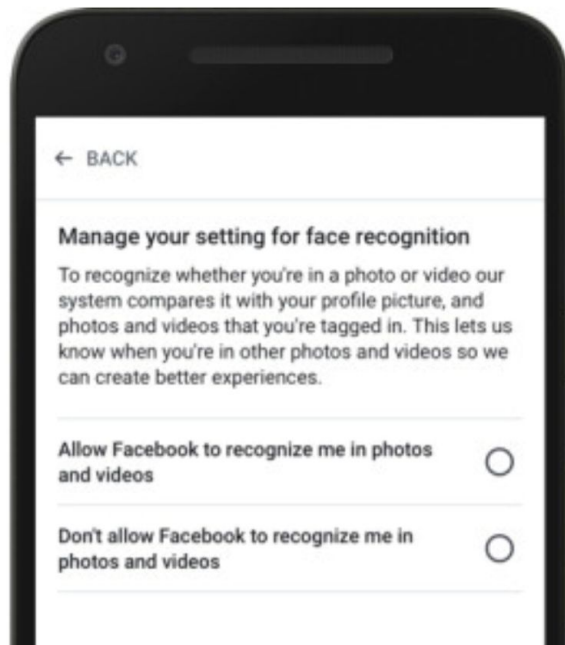 ← BACK
Manage your setting for face recognition
To recognize whether you're in a photo or video our
system compares it with your profile picture, and
photos and videos that you're tagged in. This lets us
know when you're in other photos and videos so we
can create better experiences.
Allow Facebook to recognize me in photos
and videos
Don't allow Facebook to recognize me in
photos and videos